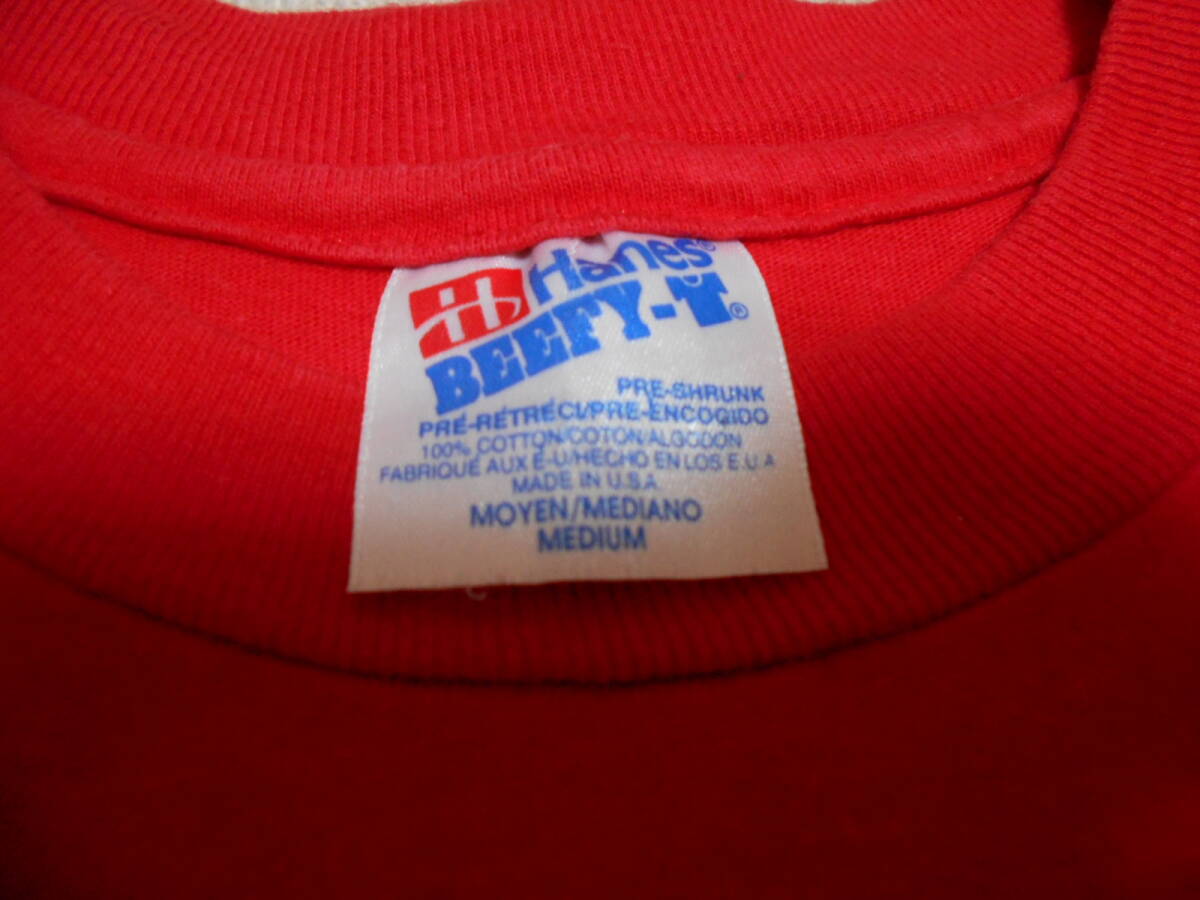 H Hanes®
BEEFY-T®
PRE-SHRUNK
PRÉ-RÉTRÉCI/PRE-ENCOGIDO
100% COTTON/COTON/ALGODON
FABRIQUÉ AUX É-U/HECHO EN LOS E.U.A
MADE IN U.S.A.
MOYEN/MEDIANO
MEDIUM